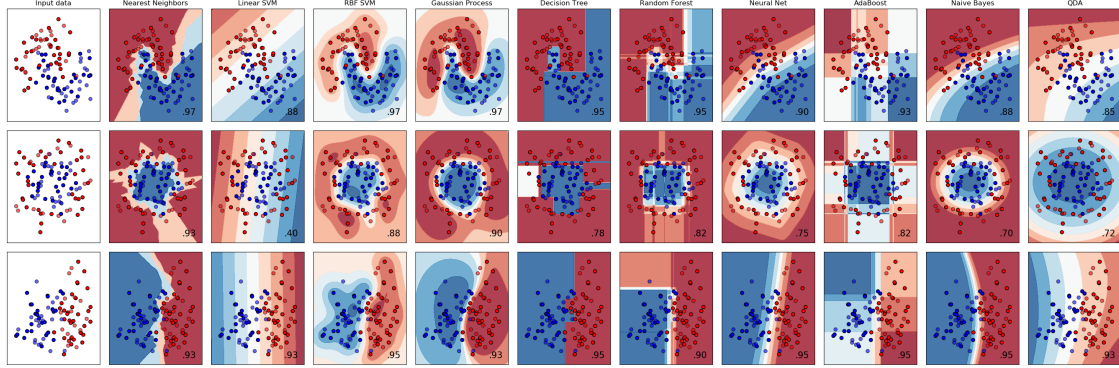 Input data Nearest Neighbors Linear SVM RBF SVM Gaussian Process Decision Tree Random Forest Neural Net AdaBoost Naive Bayes QDA
.97 .88 .97 .97 .95 .95 .90 .93 .88 .85
.93 .40 .88 .90 .78 .82 .75 .82 .70 .72
.93 .93 .95 .93 .95 .90 .95 .95 .95 .93